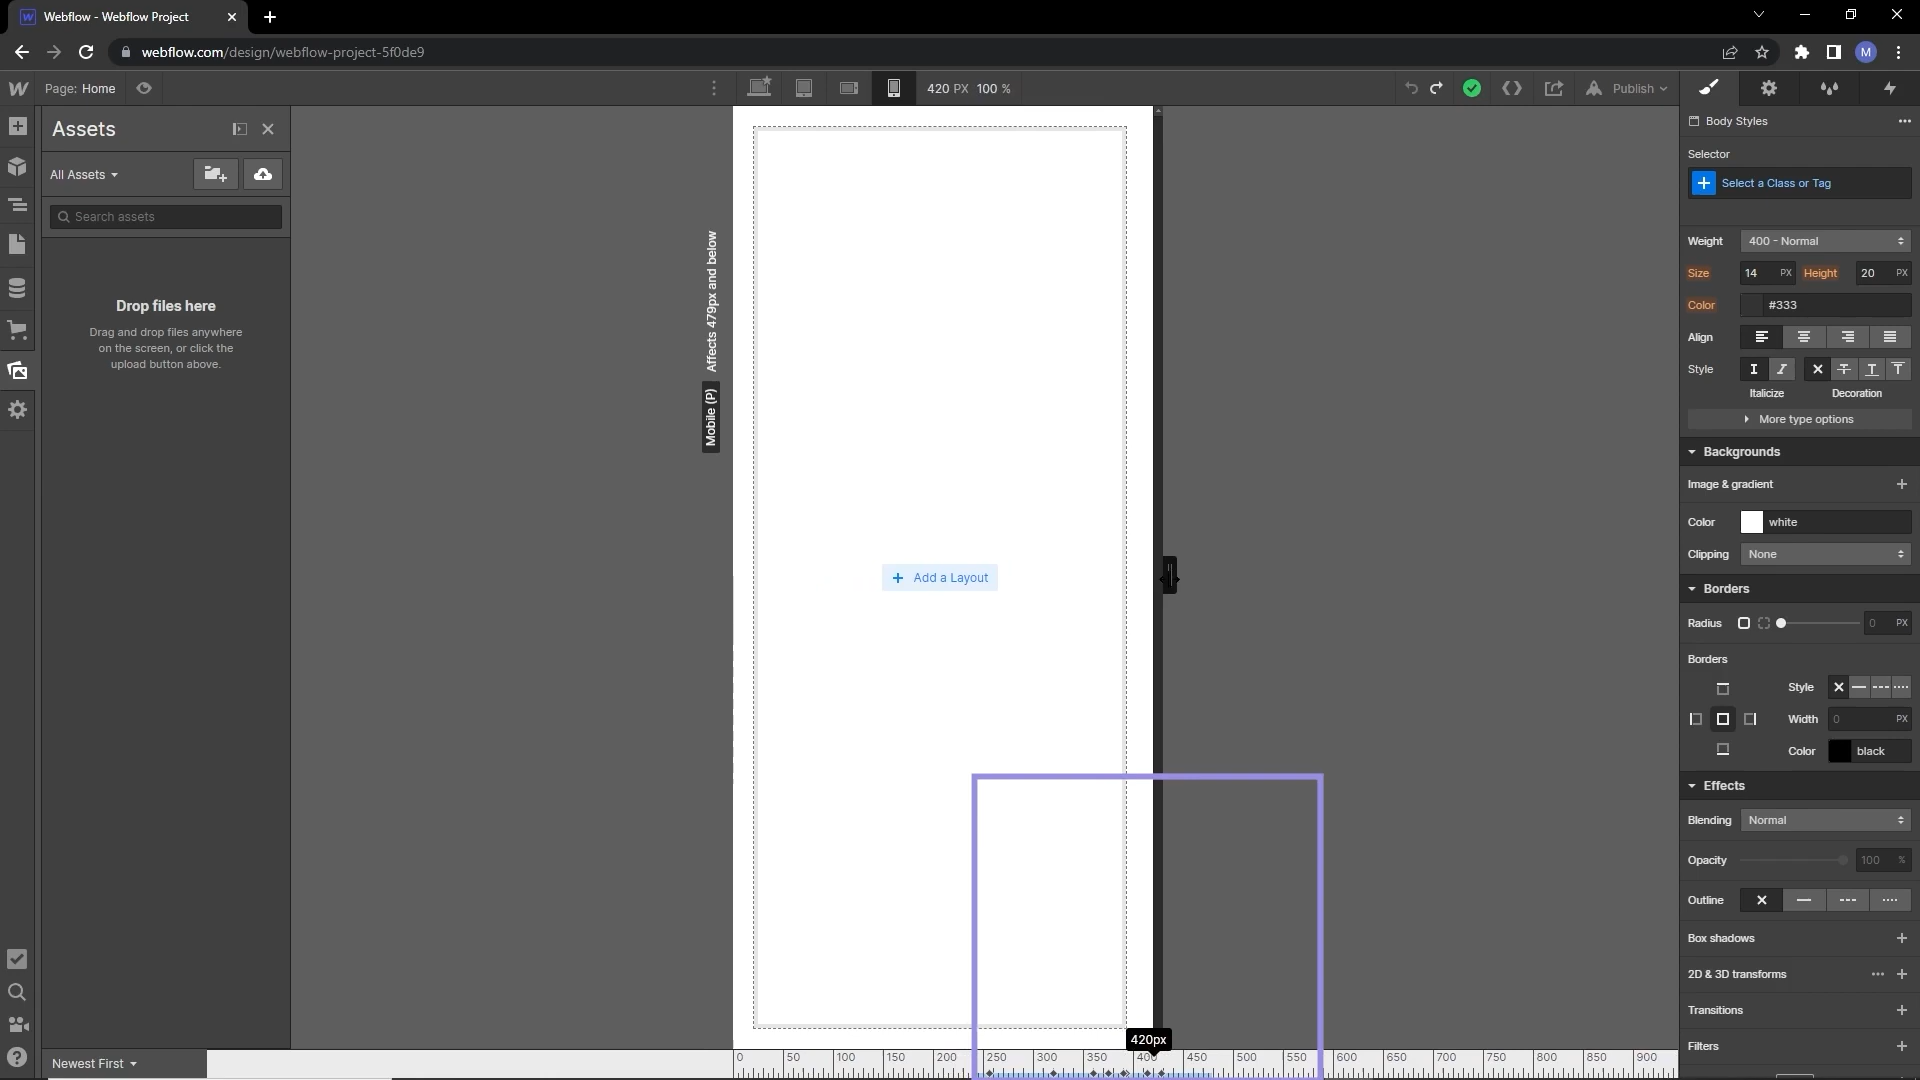 Webflow - Webflow Project
webflow.com/design/webflow-project-5f0de9
M
Page: Home
420 PX 100 %
Publish
Assets
All Assets
Search assets
Drop files here
Drag and drop files anywhere
on the screen, or click the
upload button above.
Newest First
Affects 479px and below
Mobile (P)
Add a Layout
420px
0 50 100 150 200 250 300 350 400 450 500 550 600 650 700 750 800 850 900
Body Styles
Selector
Select a Class or Tag
Weight 400 - Normal
Size 14 PX Height 20 PX
Color #333
Align
Style
Italicize Decoration
More type options
Backgrounds
Image & gradient
Color white
Clipping None
Borders
Radius 0 PX
Borders
Style
Width 0 PX
Color black
Effects
Blending Normal
Opacity 100 %
Outline
Box shadows
2D & 3D transforms
Transitions
Filters